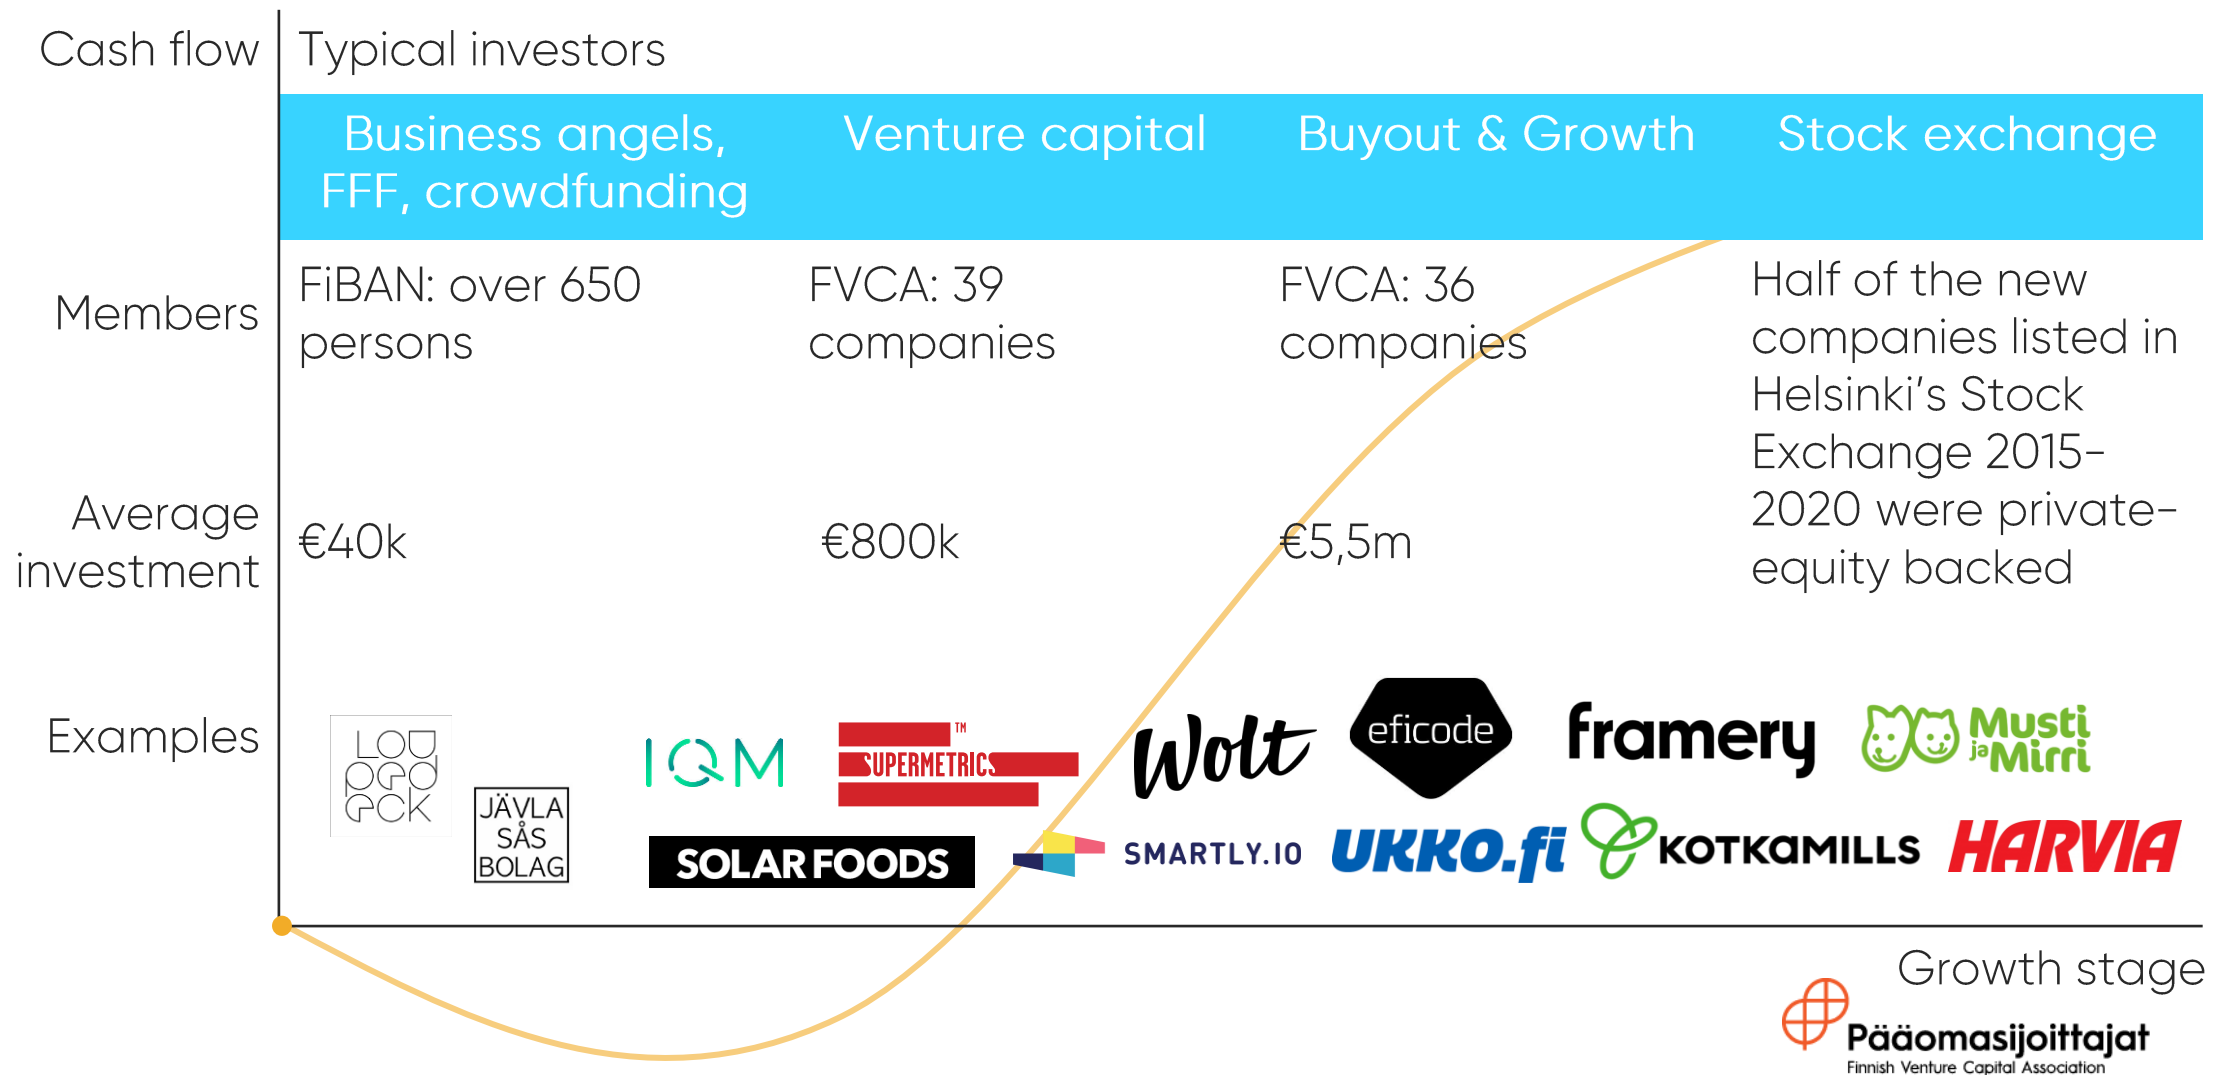 Cash flow
Typical investors
Business angels,
FFF, crowdfunding
Venture capital
Buyout & Growth
Stock exchange
Members
FiBAN: over 650
persons
FVCA: 39
companies
FVCA: 36
companies
Half of the new
companies listed in
Helsinki's Stock
Exchange 2015-
2020 were private-
equity backed
Average
investment
€40k
€800k
€5,5m
Examples
LOU
PED
ECK
JÄVLA
SÅS
BOLAG
IQM
SOLAR FOODS
SUPERMETRICS TM
SMARTLY.IO
Wolt
eficode
UKKO.fi
framery
KOTKAMILLS
Musti
ja Mirri
HARVIA
Growth stage
Pääomasijoittajat
Finnish Venture Capital Association